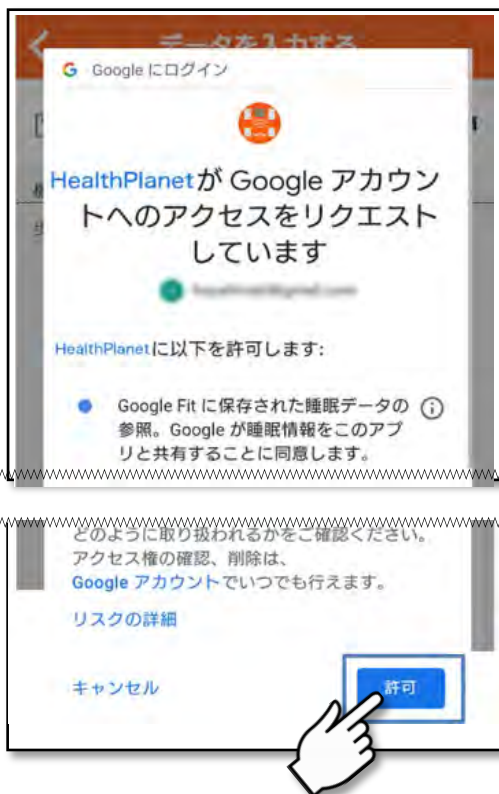 データを入力する
Google にログイン
HealthPlanetが Google アカウン
トへのアクセスをリクエスト
しています
HealthPlanetに以下を許可します:
Google Fit に保存された睡眠データの
参照。Google が睡眠情報をこのアプ
リと共有することに同意します。
どのように取り扱われるかをご確認ください。
アクセス権の確認、削除は、
Google アカウントでいつでも行えます。
リスクの詳細
キャンセル
許可